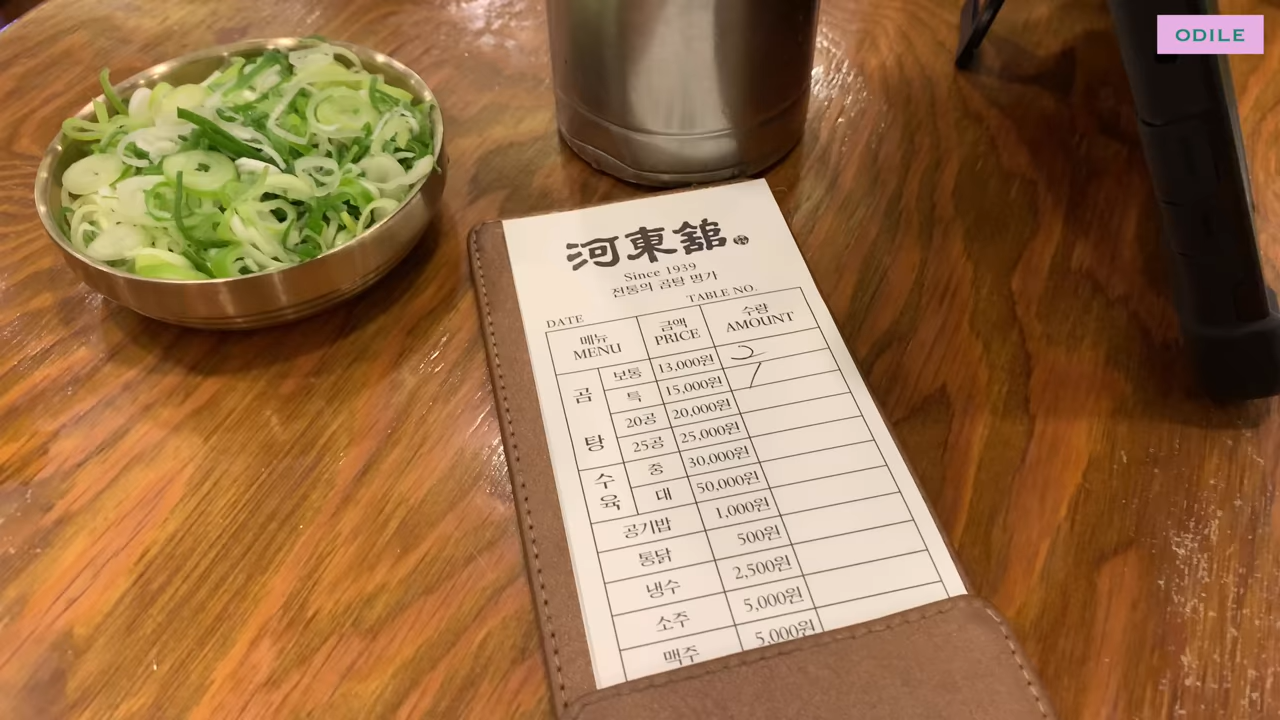 ODILE
河東館
Since 1939
전통의 곰탕 명가
DATE TABLE NO.
메뉴 MENU 금액 PRICE 수량 AMOUNT
곰탕 보통 13,000원 2
특 15,000원 1
20공 20,000원
25공 25,000원
수육 중 30,000원
대 50,000원
공기밥 1,000원
통닭 500원
냉수 2,500원
소주 5,000원
맥주 5,000원